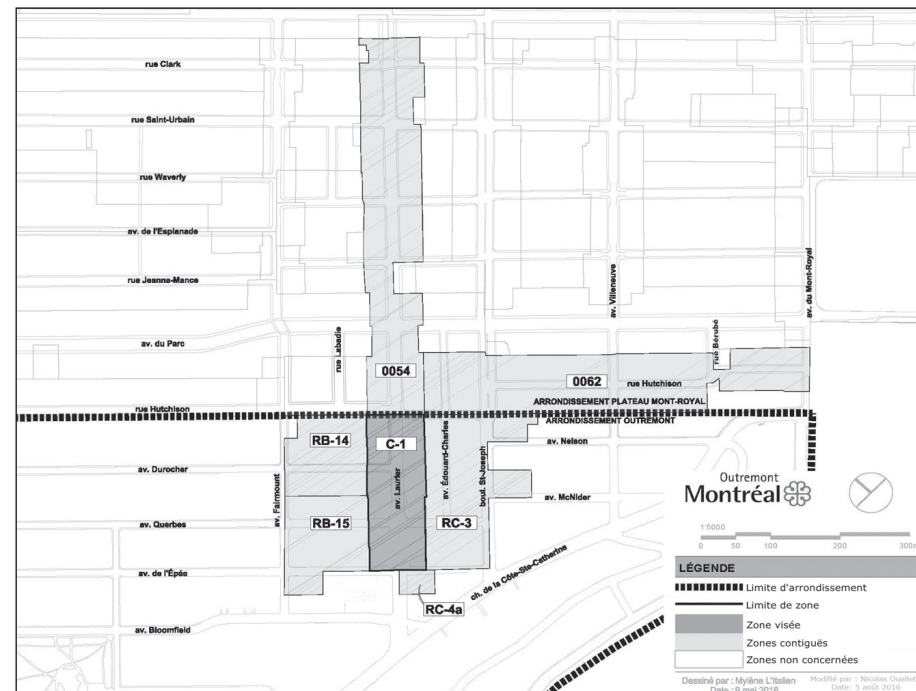 rue Clark
rue Saint-Urbain
rue Waverly
av. de l'Esplanade
rue Jeanne-Mance
av. du Parc
rue Hutchison
rue Labadie
av. Villeneuve
av. du Mont-Royal
rue Bérubé
0054
0062
rue Hutchison
ARRONDISSEMENT PLATEAU MONT-ROYAL
ARRONDISSEMENT OUTREMONT
RB-14
C-1
av. Laurier
av. Édouard-Charles
boul. St-Joseph
av. Nelson
av. Durocher
av. McNider
av. Fairmount
av. Querbes
RB-15
RC-3
av. de l'Épée
ch. de la Côte-Ste-Catherine
RC-4a
av. Bloomfield
Outremont
Montréal
1:5000
0 50 100 200 300m
LÉGENDE
Limite d'arrondissement
Limite de zone
Zone visée
Zones contiguës
Zones non concernées
Dessiné par : Mylène L'Italien
Date : 9 mai 2016
Modifié par : Nicolas Ouellet
Date: 5 août 2016